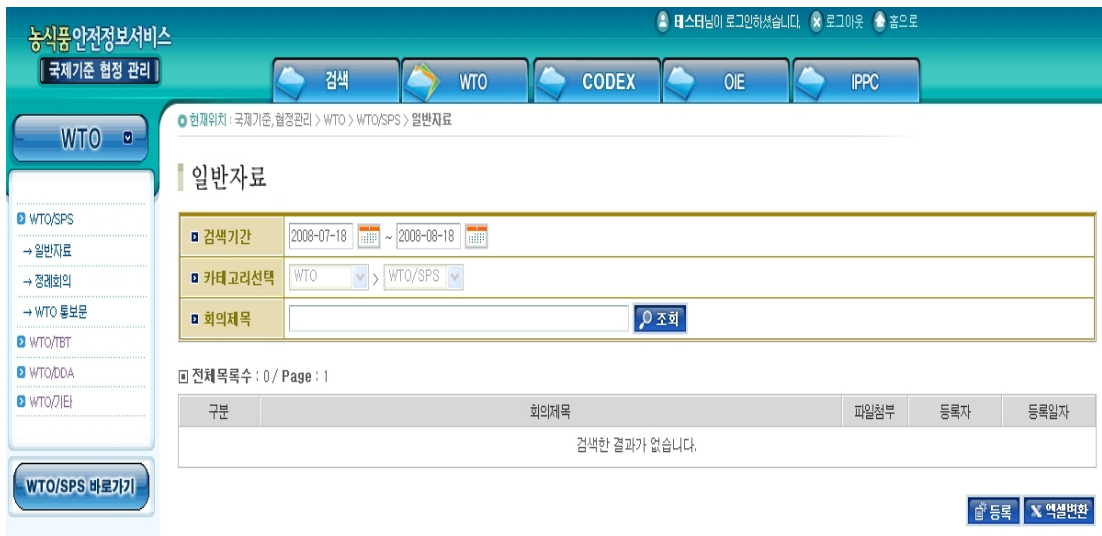 농식품안전정보서비스
국제기준 협정 관리
테스터님이 로그인하셨습니다. 로그아웃 홈으로
검색 WTO CODEX OIE IPPC
WTO
현재위치 : 국제기준,협정관리 > WTO > WTO/SPS > 일반자료
일반자료
WTO/SPS
→ 일반자료
→ 정례회의
→ WTO 통보문
WTO/TBT
WTO/DDA
WTO/기타
WTO/SPS 바로가기
검색기간 2008-07-18 ~ 2008-08-18
카테고리선택 WTO > WTO/SPS
회의제목 조회
전체목록수 : 0 / Page : 1
구분 회의제목 파일첨부 등록자 등록일자
검색한 결과가 없습니다.
등록 X 엑셀변환